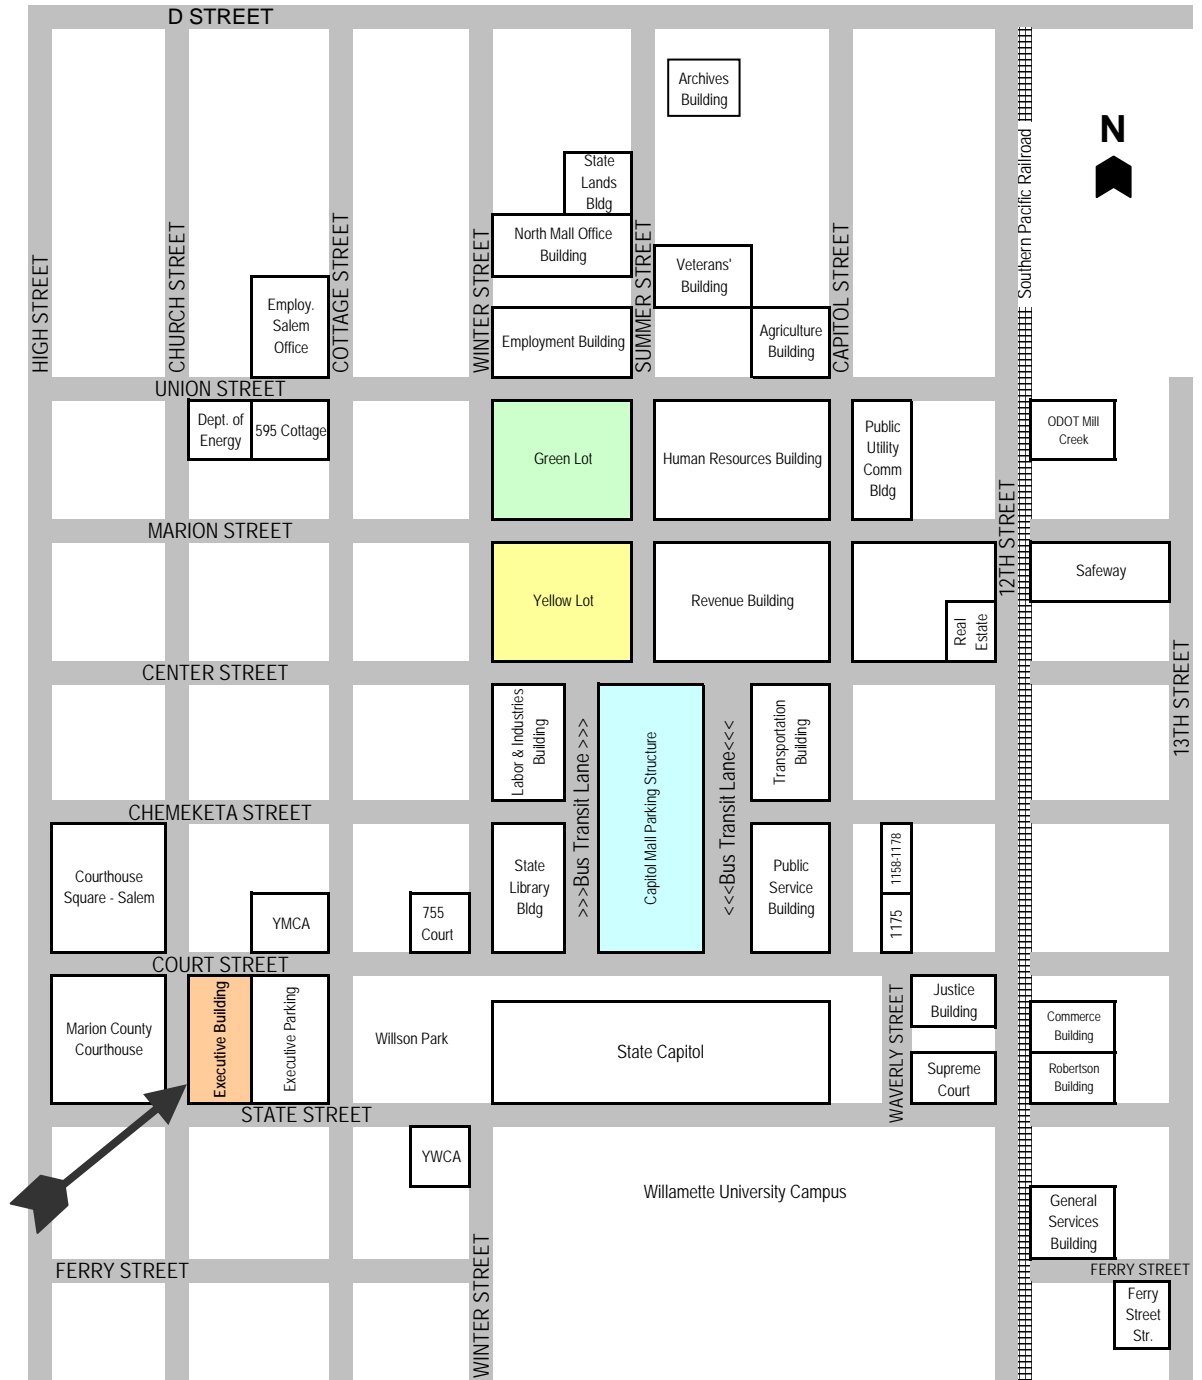 D STREET
Archives
Building
N
State
Lands
Bldg
North Mall Office
Building
Veterans'
Building
Southern Pacific Railroad
HIGH STREET
CHURCH STREET
COTTAGE STREET
WINTER STREET
SUMMER STREET
CAPITOL STREET
Employ.
Salem
Office
Employment Building
Agriculture
Building
UNION STREET
Dept. of
Energy
595 Cottage
Green Lot
Human Resources Building
Public
Utility
Comm
Bldg
ODOT Mill
Creek
MARION STREET
12TH STREET
Yellow Lot
Revenue Building
Real
Estate
Safeway
CENTER STREET
13TH STREET
Labor & Industries
Building
>>>Bus Transit Lane >>>
Capitol Mall Parking Structure
<<<Bus Transit Lane<<<
Transportation
Building
CHEMEKETA STREET
Courthouse
Square - Salem
YMCA
755
Court
State
Library
Bldg
Public
Service
Building
1158-1178
1175
COURT STREET
Marion County
Courthouse
Executive Building
Executive Parking
Willson Park
State Capitol
WAVERLY STREET
Justice
Building
Supreme
Court
Commerce
Building
Robertson
Building
STATE STREET
YWCA
Willamette University Campus
General
Services
Building
WINTER STREET
FERRY STREET
FERRY STREET
Ferry
Street
Str.